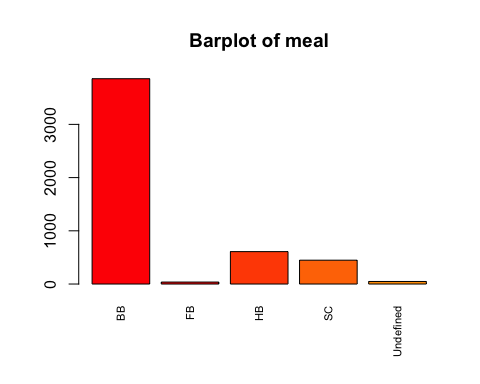 Barplot of meal
3000
2000
1000
0
BB
FB
HB
SC
Undefined